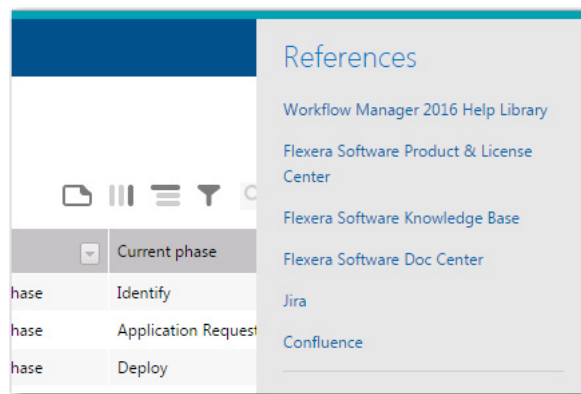 References
Workflow Manager 2016 Help Library
Flexera Software Product & License
Center
Flexera Software Knowledge Base
Flexera Software Doc Center
Jira
Confluence
Current phase
hase Identify
hase Application Request
hase Deploy